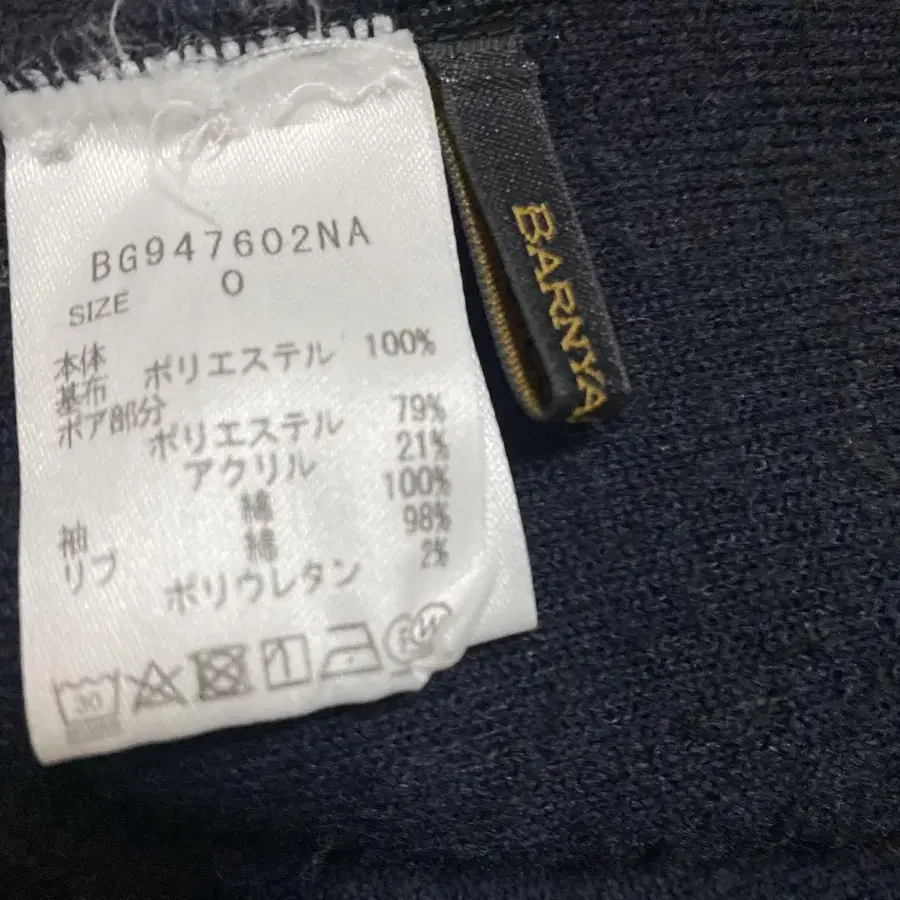 BG947602NA
SIZE 0
本体
基布 ポリエステル 100%
ボア部分
ポリエステル 79%
アクリル 21%
袖 綿 100%
リブ 綿 98%
ポリウレタン 2%
30
BARNYA